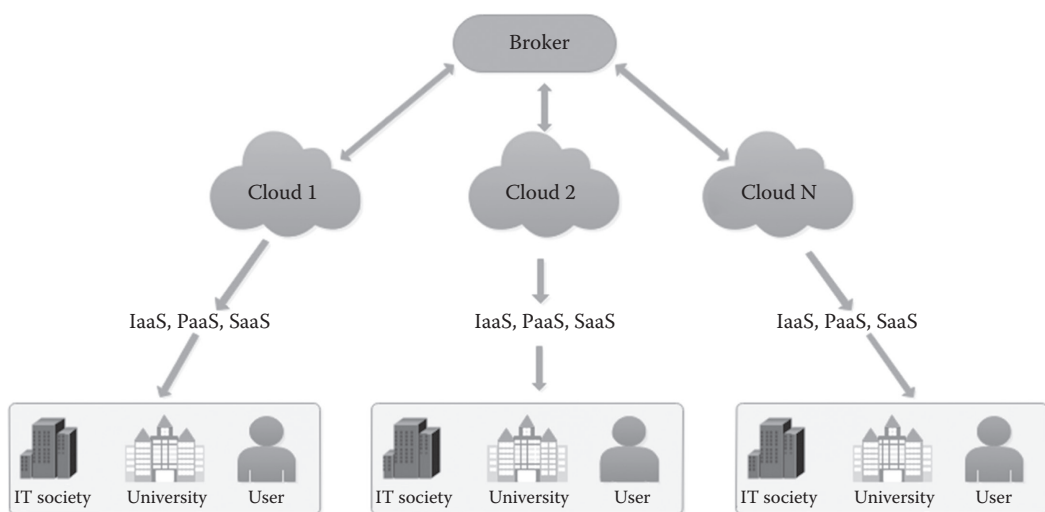 Broker
Cloud 1
Cloud 2
Cloud N
IaaS, PaaS, SaaS
IaaS, PaaS, SaaS
IaaS, PaaS, SaaS
IT society University User
IT society University User
IT society University User